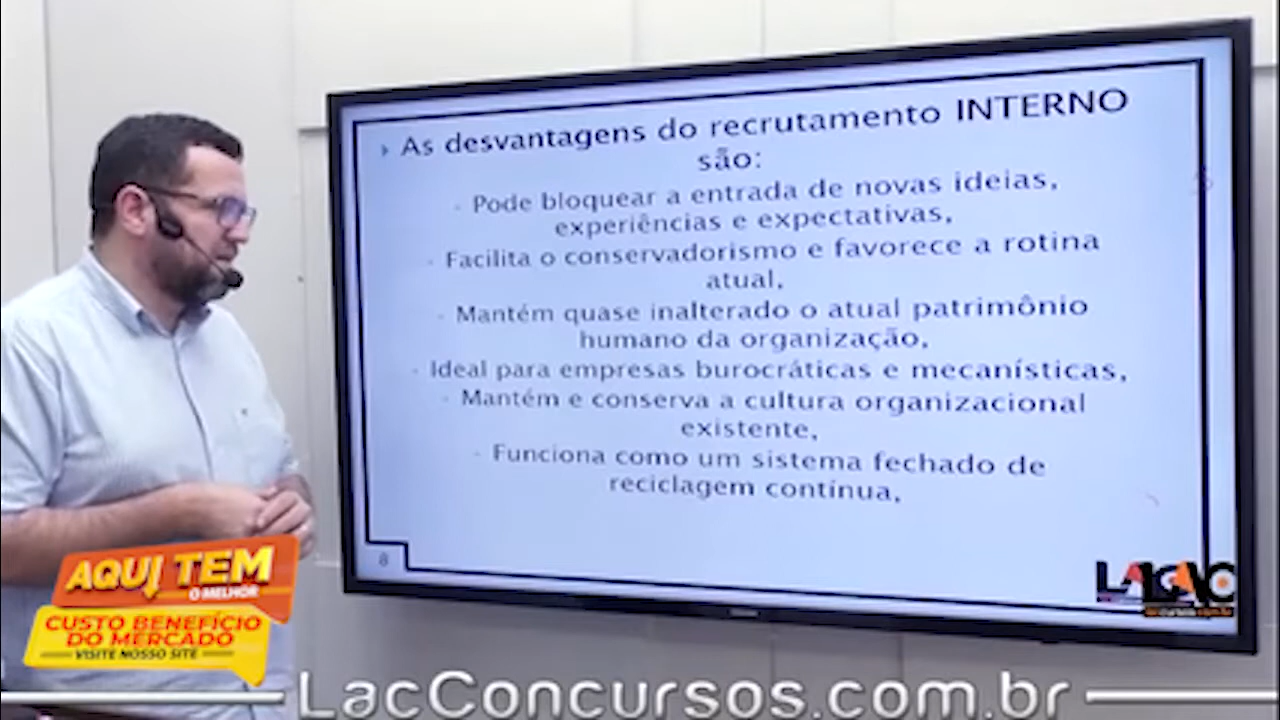 As desvantagens do recrutamento INTERNO
são:
- Pode bloquear a entrada de novas ideias,
experiências e expectativas,
- Facilita o conservadorismo e favorece a rotina
atual,
- Mantém quase inalterado o atual patrimônio
humano da organização,
- Ideal para empresas burocráticas e mecanísticas,
- Mantém e conserva a cultura organizacional
existente,
- Funciona como um sistema fechado de
reciclagem contínua,
8
AQUI TEM
O MELHOR
CUSTO BENEFÍCIO
DO MERCADO
VISITE NOSSO SITE
LacConcursos.com.br